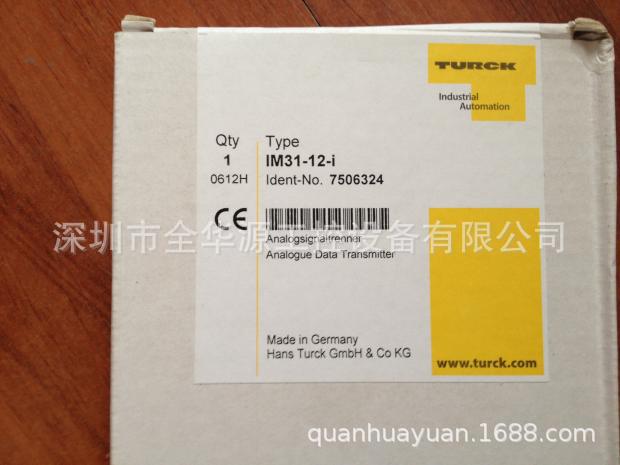 TURCK
Industrial
Automation
Qty Type
1 IM31-12-i
0612H Ident-No. 7506324
CE
深圳市全华源工控设备有限公司
Analogsignaltrenner
Analogue Data Transmitter
Made in Germany
Hans Turck GmbH & Co KG
www.turck.com
quanhuayuan.1688.com